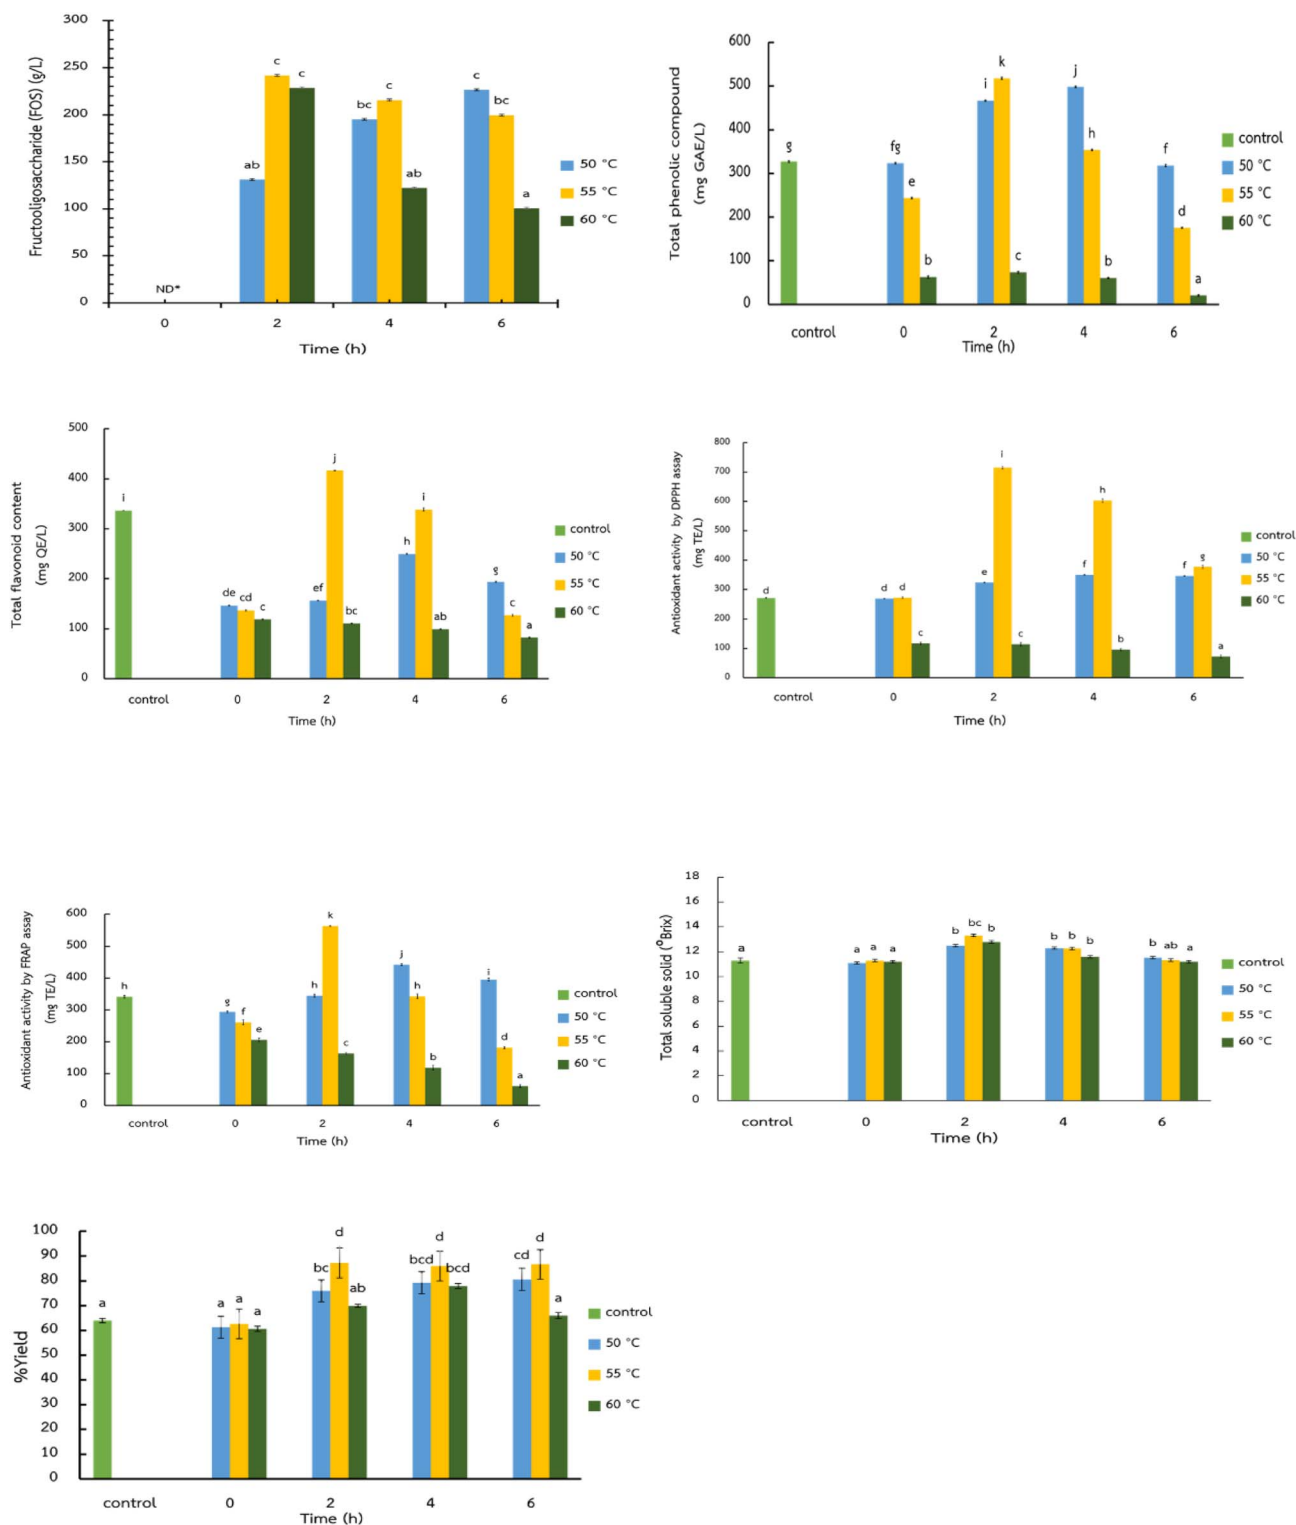 Fructooligosaccharide (FOS) (g/L)
300
250
200
150
100
50
0
ND*
ab
c
c
bc
c
ab
c
bc
a
0
2
4
6
Time (h)
50 °C
55 °C
60 °C
Total phenolic compound
(mg GAE/L)
600
500
400
300
200
100
0
g
fg
e
b
i
k
c
j
h
b
f
d
a
control
0
2
4
6
Time (h)
control
50 °C
55 °C
60 °C
Total flavonoid content
(mg QE/L)
500
400
300
200
150
100
50
0
i
de
cd
c
ef
j
bc
h
i
ab
g
c
a
control
0
2
4
6
Time (h)
control
50 °C
55 °C
60 °C
Antioxidant activity by DPPH assay
(mg TE/L)
800
700
600
500
400
300
200
100
0
d
d
d
c
e
i
c
f
h
b
f
g
a
control
0
2
4
6
Time (h)
control
50 °C
55 °C
60 °C
Antioxidant activity by FRAP assay
(mg TE/L)
600
500
400
300
200
100
0
h
g
f
e
h
k
c
j
h
b
i
d
a
control
0
2
4
6
Time (h)
control
50 °C
55 °C
60 °C
Total soluble solid (°Brix)
18
16
14
12
10
8
6
4
2
0
a
a
a
a
b
bc
b
b
b
b
b
ab
a
control
0
2
4
6
Time (h)
control
50 °C
55 °C
60 °C
%Yield
100
90
80
70
60
50
40
30
20
10
0
a
a
a
a
bc
d
ab
bcd
d
bcd
cd
d
a
control
0
2
4
6
Time (h)
control
50 °C
55 °C
60 °C